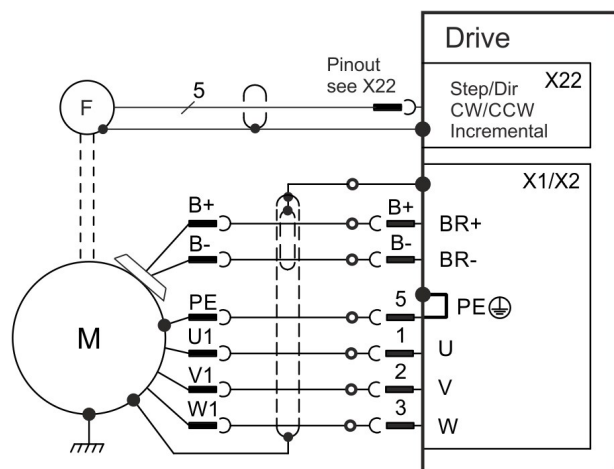 Drive
Pinout
see X22
X22
Step/Dir
CW/CCW
Incremental
F
5
X1/X2
B+
B+
BR+
B-
B-
BR-
PE
5
PE
M
U1
1
U
V1
2
V
W1
3
W